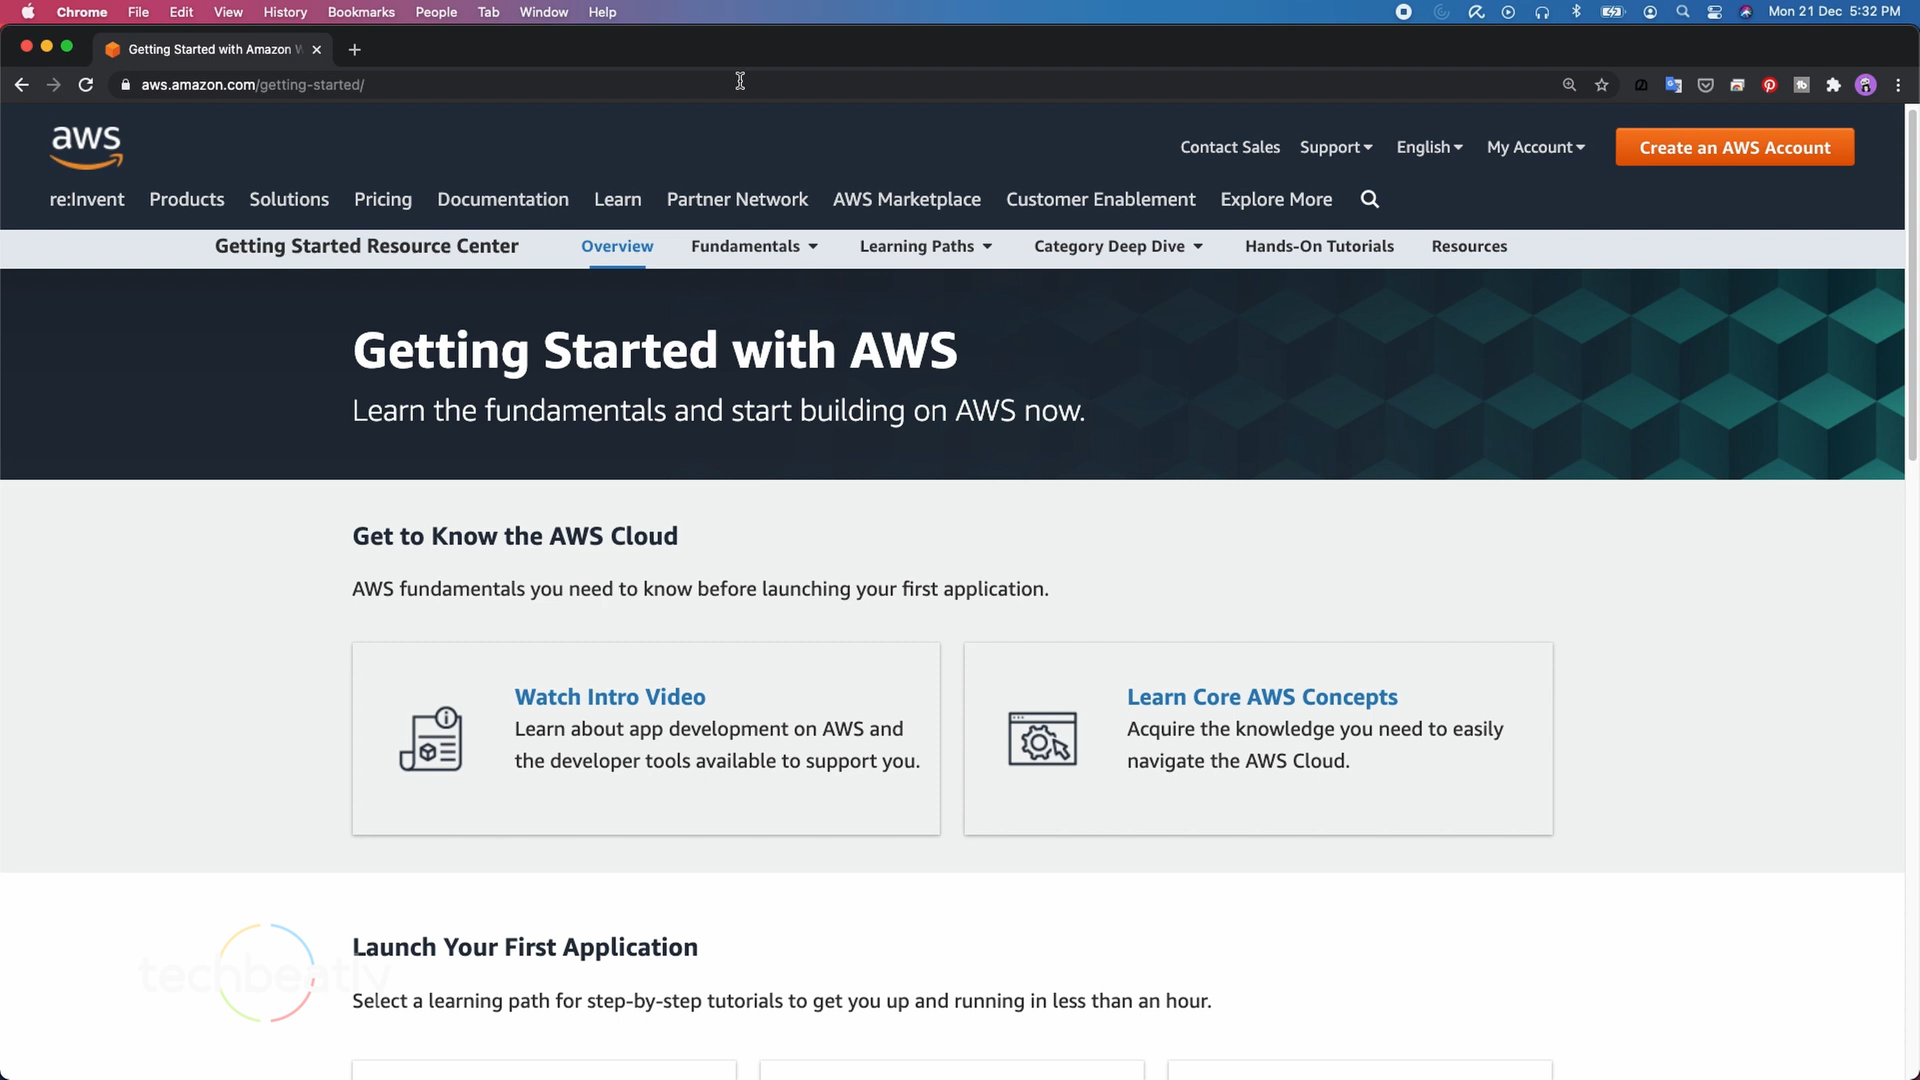 Chrome File Edit View History Bookmarks People Tab Window Help Mon 21 Dec 5:32 PM
Getting Started with Amazon W
aws.amazon.com/getting-started/
aws
Contact Sales Support English My Account Create an AWS Account
re:Invent Products Solutions Pricing Documentation Learn Partner Network AWS Marketplace Customer Enablement Explore More
Getting Started Resource Center Overview Fundamentals Learning Paths Category Deep Dive Hands-On Tutorials Resources
Getting Started with AWS
Learn the fundamentals and start building on AWS now.
Get to Know the AWS Cloud
AWS fundamentals you need to know before launching your first application.
Watch Intro Video
Learn about app development on AWS and
the developer tools available to support you.
Learn Core AWS Concepts
Acquire the knowledge you need to easily
navigate the AWS Cloud.
Launch Your First Application
techbeatly
Select a learning path for step-by-step tutorials to get you up and running in less than an hour.